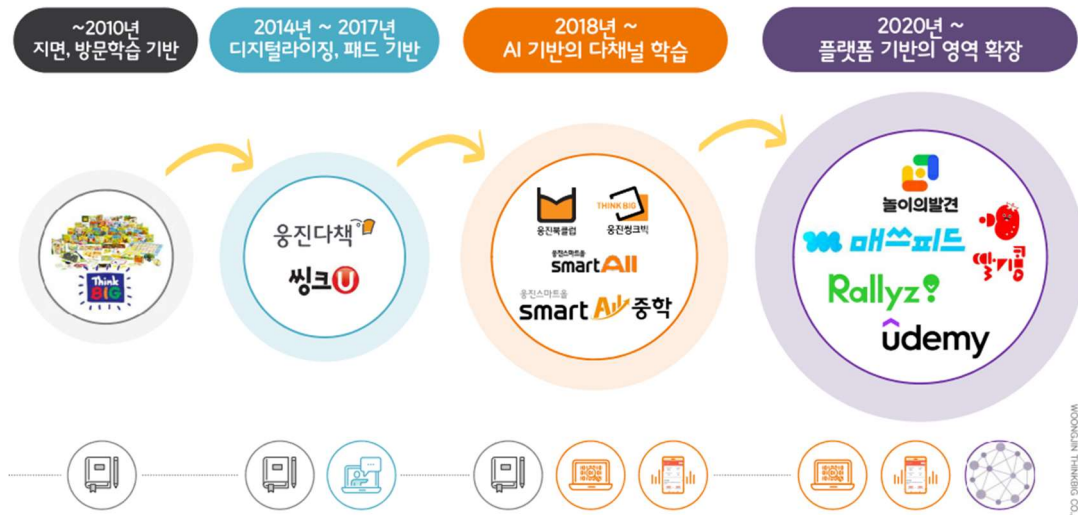 ~2010년
지면, 방문학습 기반
2014년 ~ 2017년
디지털라이징, 패드 기반
2018년 ~
AI 기반의 다채널 학습
2020년 ~
플랫폼 기반의 영역 확장
Think
BIG
웅진다책
씽크U
웅진북클럽
THINK BIG
웅진씽크빅
웅진스마트올
smartAll
웅진스마트올
smart All 중학
놀이의발견
매쓰피드
딸기콩
Rallyz
udemy
WOONGJIN THINKBIG CO.,